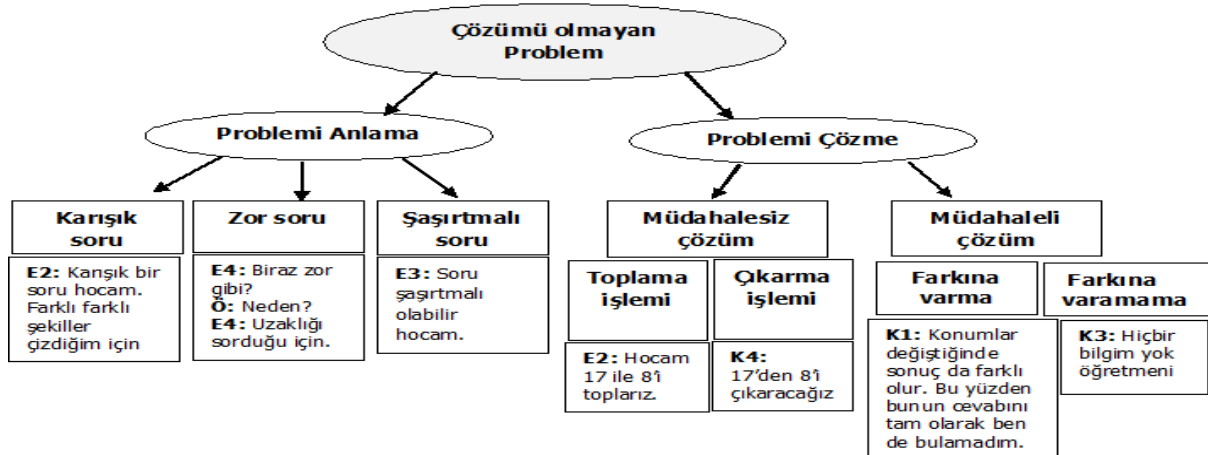 Çözümü olmayan
Problem
Problemi Anlama
Problemi Çözme
Karışık
soru
Zor soru
Şaşırtmalı
soru
Müdahalesiz
çözüm
Müdahaleli
çözüm
E2: Karışık bir
soru hocam.
Farklı farklı
şekiller
çizdiğim için
E4: Biraz zor
gibi?
Ö: Neden?
E4: Uzaklığı
sorduğu için.
E3: Soru
şaşırtmalı
olabilir
hocam.
Toplama
işlemi
Çıkarma
işlemi
Farkına
varma
Farkına
varamama
E2: Hocam
17 ile 8'i
toplarız.
K4:
17'den 8'i
çıkaracağız
K1: Konumlar
değiştiğinde
sonuç da farklı
olur. Bu yüzden
bunun cevabını
tam olarak ben
de bulamadım.
K3: Hiçbir
bilgim yok
öğretmeni